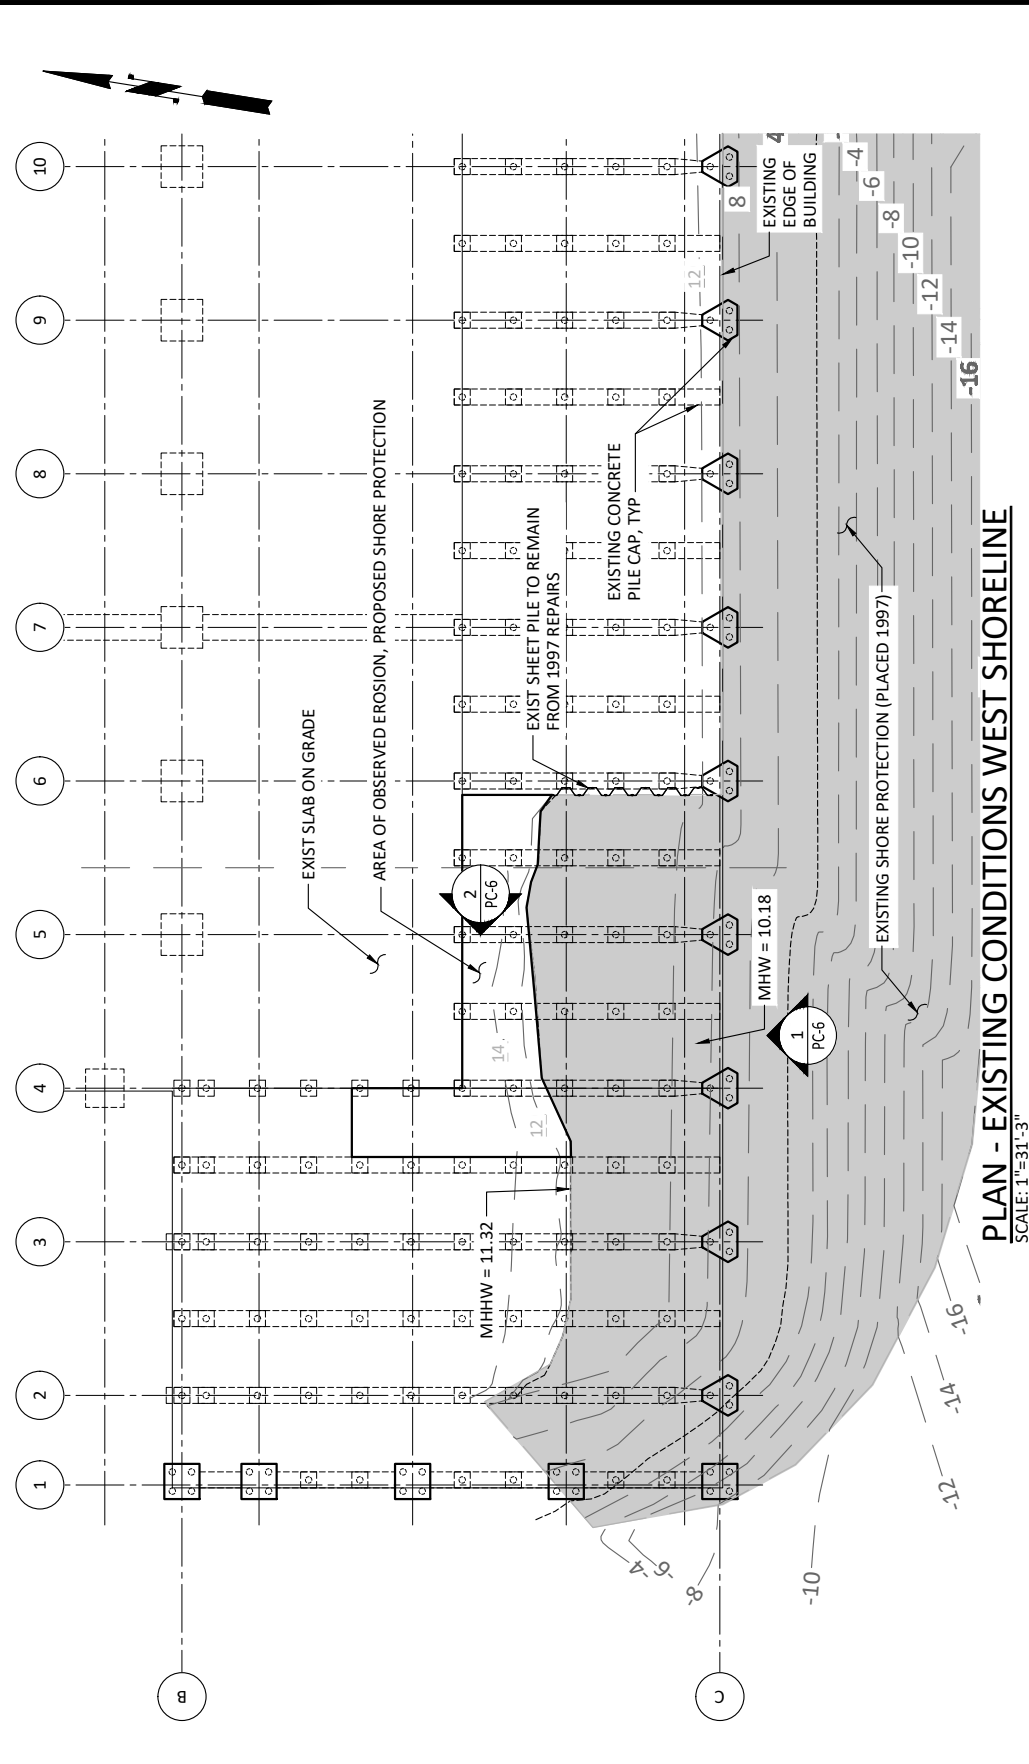 10
9
8
7
6
5
4
3
2
1
B
C
EXIST SLAB ON GRADE
AREA OF OBSERVED EROSION, PROPOSED SHORE PROTECTION
EXIST SHEET PILE TO REMAIN
FROM 1997 REPAIRS
EXISTING CONCRETE
PILE CAP, TYP
EXISTING
EDGE OF
BUILDING
EXISTING SHORE PROTECTION (PLACED 1997)
MHW = 10.18
MHHW = 11.32
2
PC-6
1
PC-6
14
12
12
8
4
-4
-6
-8
-10
-12
-14
-16
-4
-6
-8
-10
-12
-14
-16
PLAN - EXISTING CONDITIONS WEST SHORELINE
SCALE: 1"=31'-3"